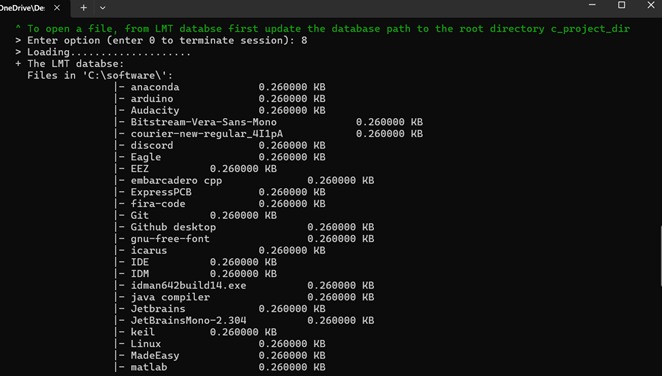 OneDrive\De:
^ To open a file, from LMT databse first update the database path to the root directory c_project_dir
> Enter option (enter 0 to terminate session): 8
> Loading....................
+ The LMT databse:
Files in 'C:\software\':
|- anaconda 0.260000 KB
|- arduino 0.260000 KB
|- Audacity 0.260000 KB
|- Bitstream-Vera-Sans-Mono 0.260000 KB
|- courier-new-regular_4I1pA 0.260000 KB
|- discord 0.260000 KB
|- Eagle 0.260000 KB
|- EEZ 0.260000 KB
|- embarcadero cpp 0.260000 KB
|- ExpressPCB 0.260000 KB
|- fira-code 0.260000 KB
|- Git 0.260000 KB
|- Github desktop 0.260000 KB
|- gnu-free-font 0.260000 KB
|- icarus 0.260000 KB
|- IDE 0.260000 KB
|- IDM 0.260000 KB
|- idman642build14.exe 0.260000 KB
|- java compiler 0.260000 KB
|- Jetbrains 0.260000 KB
|- JetBrainsMono-2.304 0.260000 KB
|- keil 0.260000 KB
|- Linux 0.260000 KB
|- MadeEasy 0.260000 KB
|- matlab 0.260000 KB